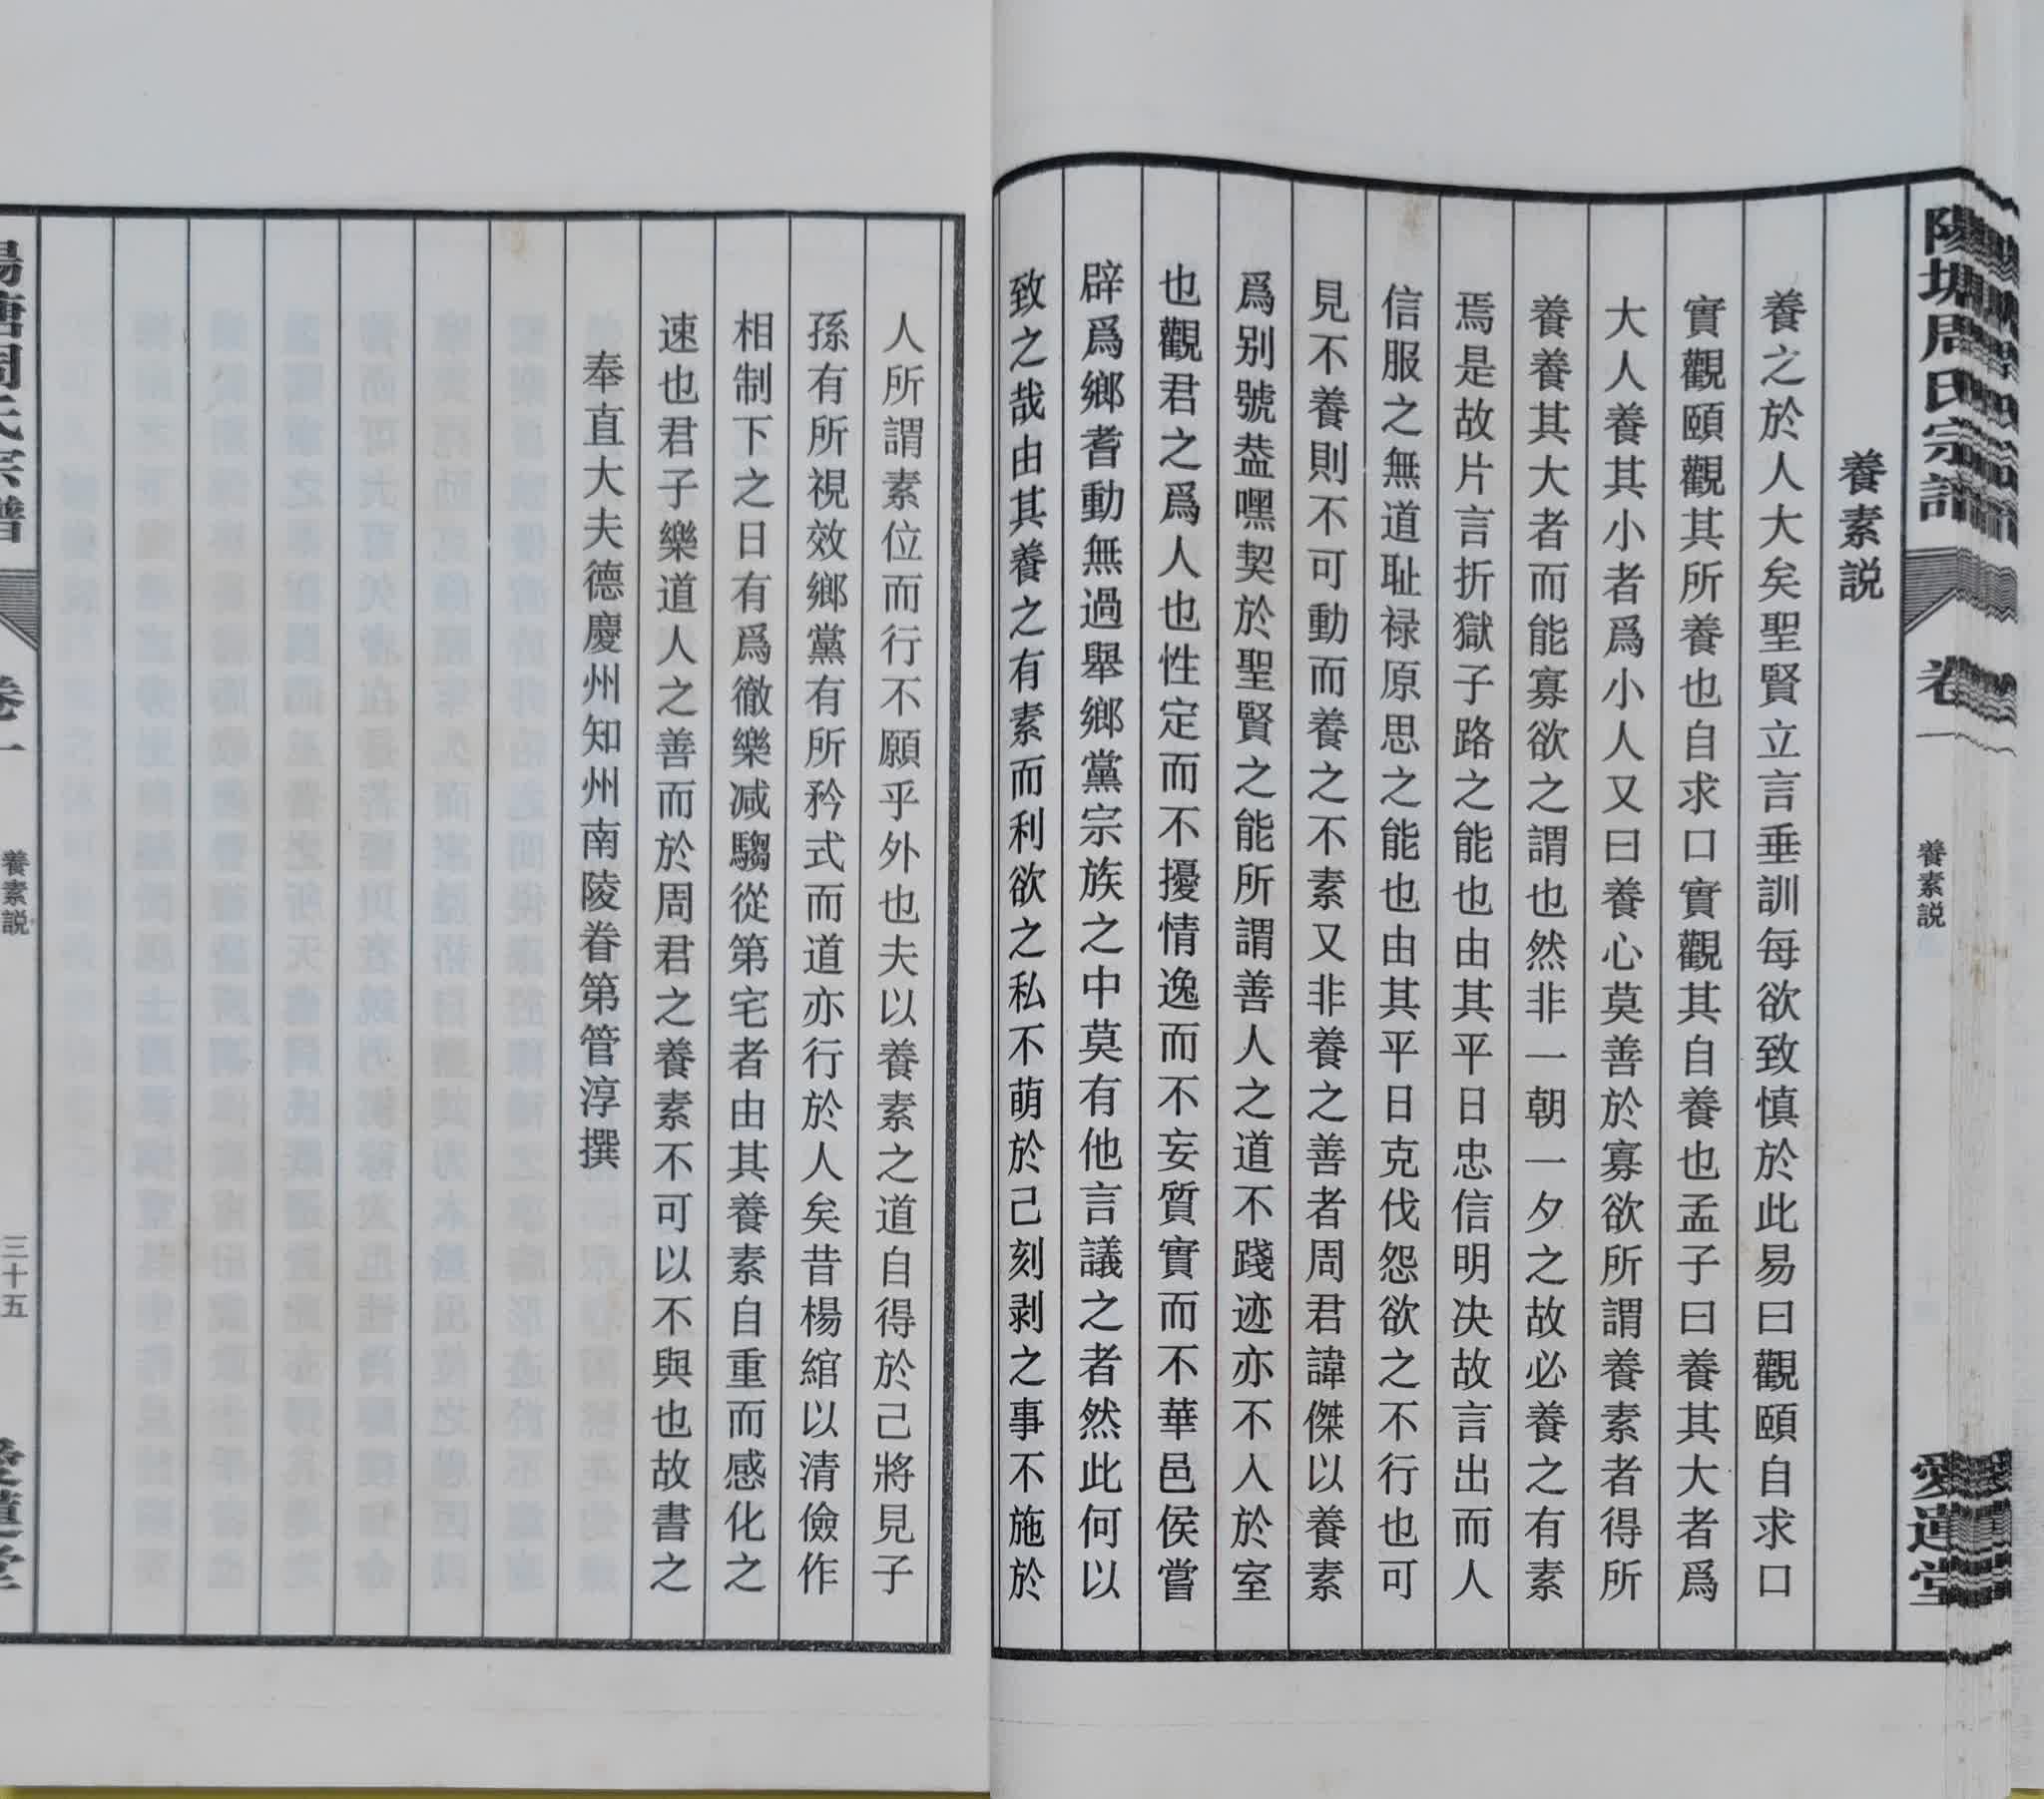 陽塘周氏宗譜
卷一
養素説
愛蓮堂
養素説
養之於人大矣聖賢立言垂訓每欲致慎於此易曰觀頤自求口
實觀頤觀其所養也自求口實觀其自養也孟子曰養其大者爲
大人養其小者爲小人又曰養心莫善於寡欲所謂養素者得所
養養其大者而能寡欲之謂也然非一朝一夕之故必養之有素
焉是故片言折獄子路之能也由其平日忠信明决故言出而人
信服之無道耻禄原思之能也由其平日克伐怨欲之不行也可
見不養則不可動而養之不素又非養之善者周君諱傑以養素
爲别號葢嘿契於聖賢之能所謂善人之道不踐迹亦不入於室
也觀君之爲人也性定而不擾情逸而不妄質實而不華邑侯嘗
辟爲鄉耆動無過舉鄉黨宗族之中莫有他言議之者然此何以
致之哉由其養之有素而利欲之私不萌於己刻剥之事不施於
人所謂素位而行不願乎外也夫以養素之道自得於己將見子
孫有所視效鄉黨有所矜式而道亦行於人矣昔楊綰以清儉作
相制下之日有爲徹樂減騶從第宅者由其養素自重而感化之
速也君子樂道人之善而於周君之養素不可以不與也故書之
奉直大夫德慶州知州南陵眷第管淳撰
陽塘周氏宗譜
卷一
養素説
三十五
愛蓮堂